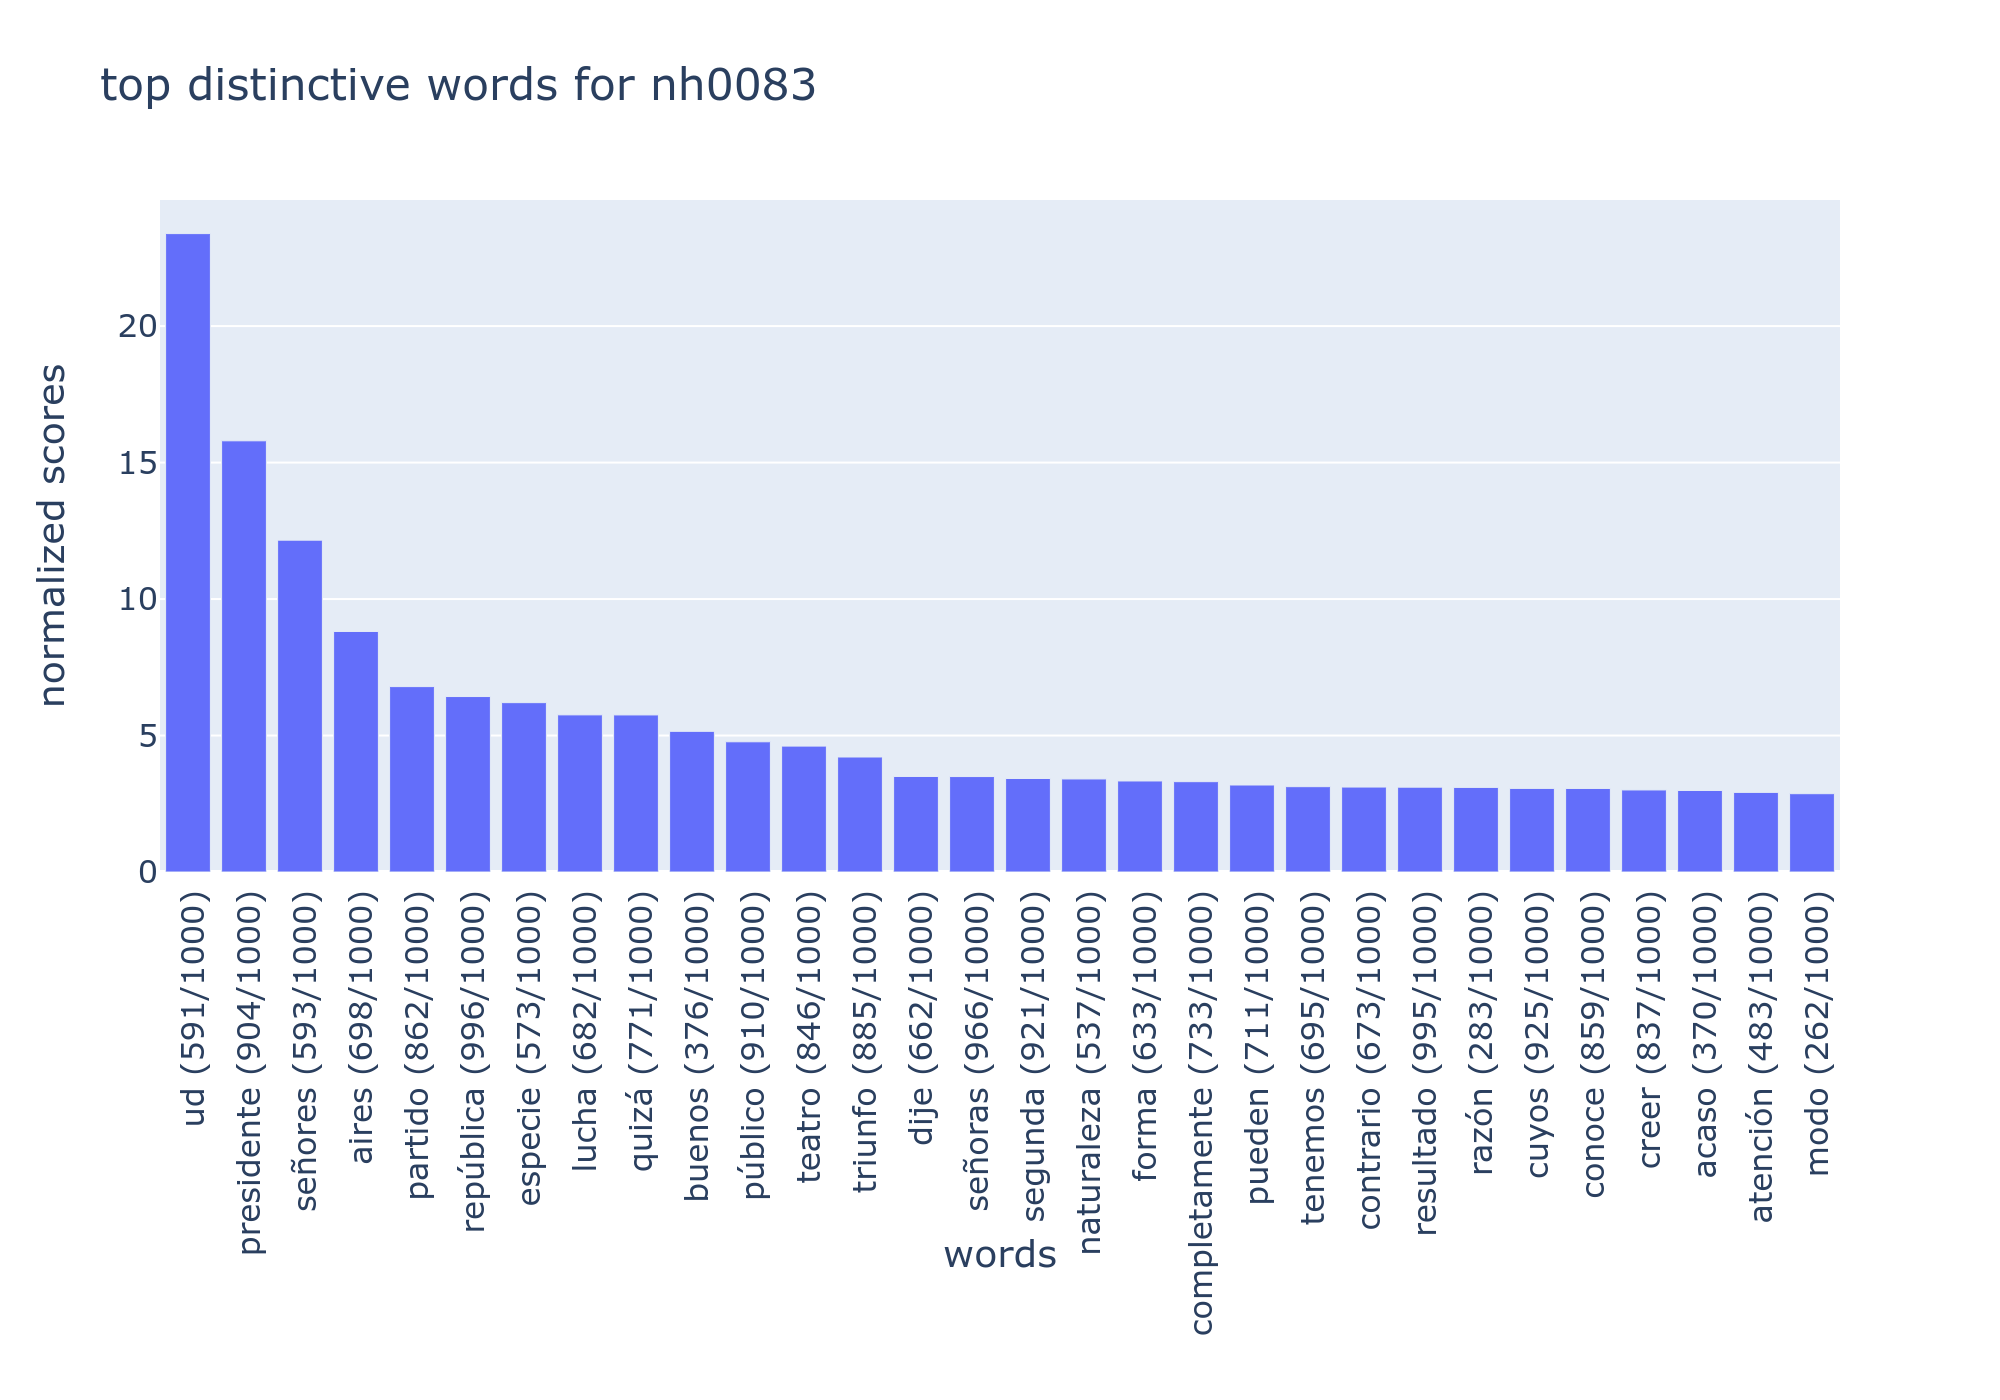 top distinctive words for nh0083
normalized scores
20
15
10
5
0
ud (591/1000)
presidente (904/1000)
señores (593/1000)
aires (698/1000)
partido (862/1000)
república (996/1000)
especie (573/1000)
lucha (682/1000)
quizá (771/1000)
buenos (376/1000)
público (910/1000)
teatro (846/1000)
triunfo (885/1000)
dije (662/1000)
señoras (966/1000)
segunda (921/1000)
naturaleza (537/1000)
forma (633/1000)
completamente (733/1000)
pueden (711/1000)
tenemos (695/1000)
contrario (673/1000)
resultado (995/1000)
razón (283/1000)
cuyos (925/1000)
conoce (859/1000)
creer (837/1000)
acaso (370/1000)
atención (483/1000)
modo (262/1000)
words